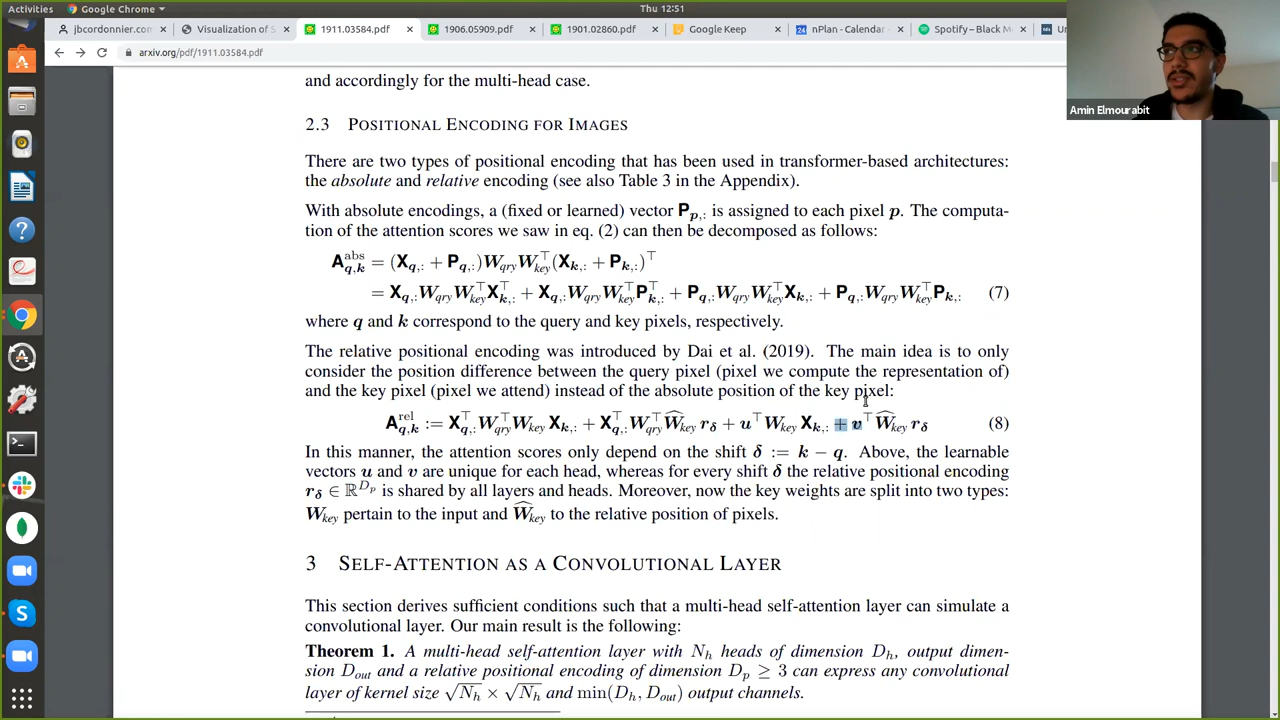 Activities
Google Chrome
Thu 12:51
jbcordonnier.com
Visualization of S
1911.03584.pdf
1906.05909.pdf
1901.02860.pdf
Google Keep
nPlan - Calendar
Spotify – Black M
arxiv.org/pdf/1911.03584.pdf
Amin Elmourabit
and accordingly for the multi-head case.
2.3 POSITIONAL ENCODING FOR IMAGES
There are two types of positional encoding that has been used in transformer-based architectures:
the absolute and relative encoding (see also Table 3 in the Appendix).
With absolute encodings, a (fixed or learned) vector P_{p,:} is assigned to each pixel p. The computa-
tion of the attention scores we saw in eq. (2) can then be decomposed as follows:
A^{abs}_{q,k} = (X_{q,:} + P_{q,:})W_{qry}W_{key}^⊤(X_{k,:} + P_{k,:})^⊤
= X_{q,:}W_{qry}W_{key}^⊤X_{k,:}^⊤ + X_{q,:}W_{qry}W_{key}^⊤P_{k,:}^⊤ + P_{q,:}W_{qry}W_{key}^⊤X_{k,:} + P_{q,:}W_{qry}W_{key}^⊤P_{k,:} (7)
where q and k correspond to the query and key pixels, respectively.
The relative positional encoding was introduced by Dai et al. (2019). The main idea is to only
consider the position difference between the query pixel (pixel we compute the representation of)
and the key pixel (pixel we attend) instead of the absolute position of the key pixel:
A^{rel}_{q,k} := X_{q,:}^⊤W_{qry}^⊤W_{key} X_{k,:} + X_{q,:}^⊤W_{qry}^⊤Ŵ_{key} r_δ + u^⊤W_{key} X_{k,:} + v^⊤Ŵ_{key} r_δ (8)
In this manner, the attention scores only depend on the shift δ := k − q. Above, the learnable
vectors u and v are unique for each head, whereas for every shift δ the relative positional encoding
r_δ ∈ ℝ^{D_p} is shared by all layers and heads. Moreover, now the key weights are split into two types:
W_{key} pertain to the input and Ŵ_{key} to the relative position of pixels.
3 SELF-ATTENTION AS A CONVOLUTIONAL LAYER
This section derives sufficient conditions such that a multi-head self-attention layer can simulate a
convolutional layer. Our main result is the following:
Theorem 1. A multi-head self-attention layer with N_h heads of dimension D_h, output dimen-
sion D_{out} and a relative positional encoding of dimension D_p ≥ 3 can express any convolutional
layer of kernel size √N_h × √N_h and min(D_h, D_{out}) output channels.